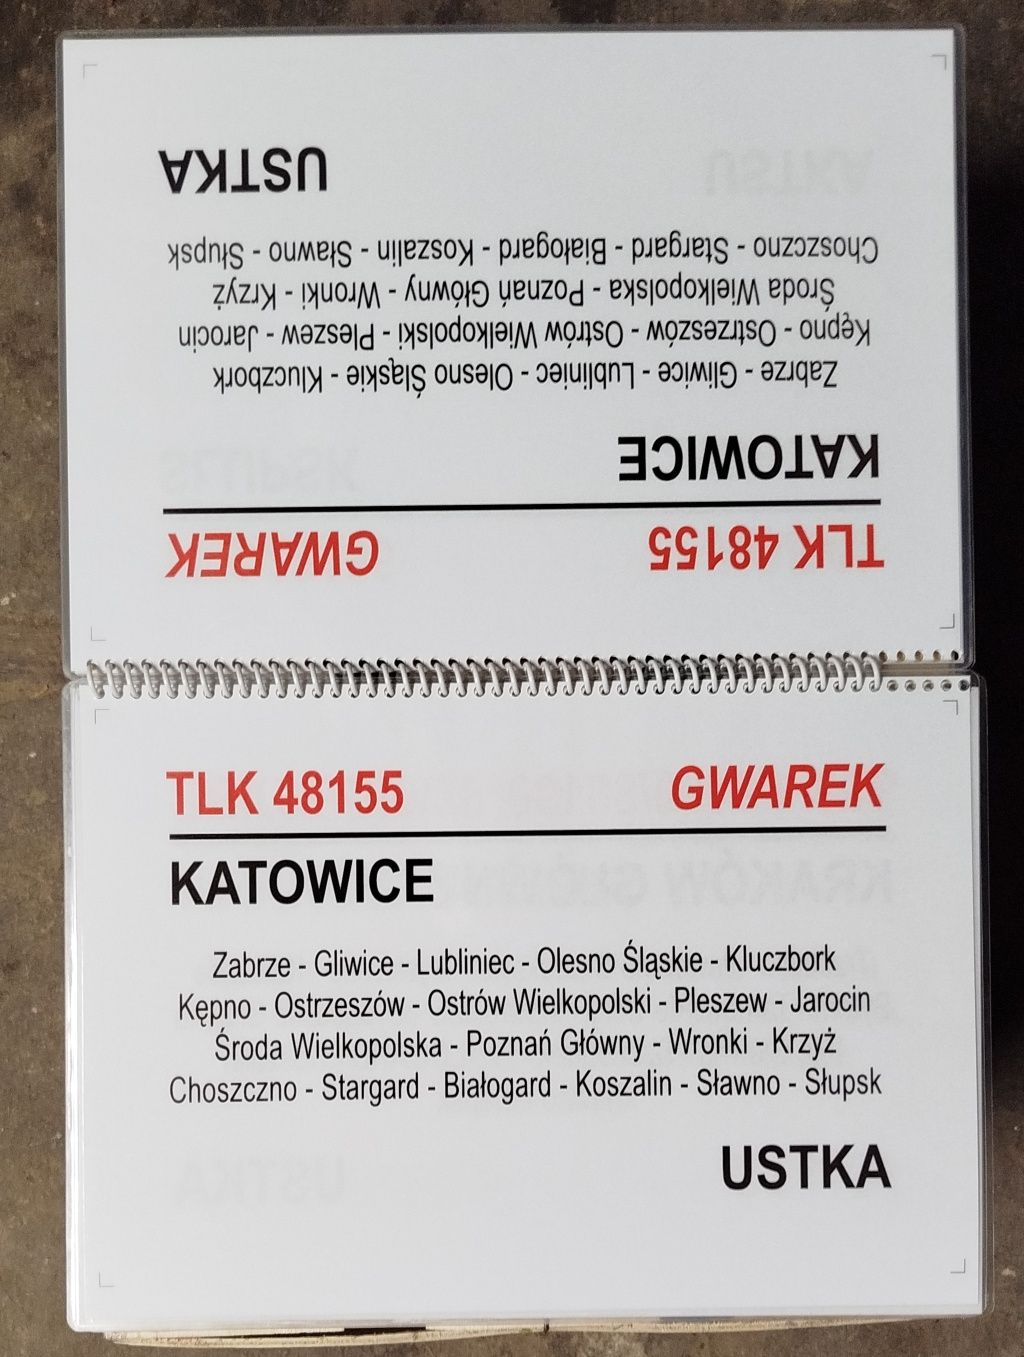 USTKA
Choszczno - Stargard - Białogard - Koszalin - Sławno - Słupsk
Środa Wielkopolska - Poznań Główny - Wronki - Krzyż
Kępno - Ostrzeszów - Ostrów Wielkopolski - Pleszew - Jarocin
Zabrze - Gliwice - Lubliniec - Olesno Śląskie - Kluczbork
KATOWICE
TLK 48155 GWAREK
TLK 48155 GWAREK
KATOWICE
Zabrze - Gliwice - Lubliniec - Olesno Śląskie - Kluczbork
Kępno - Ostrzeszów - Ostrów Wielkopolski - Pleszew - Jarocin
Środa Wielkopolska - Poznań Główny - Wronki - Krzyż
Choszczno - Stargard - Białogard - Koszalin - Sławno - Słupsk
USTKA